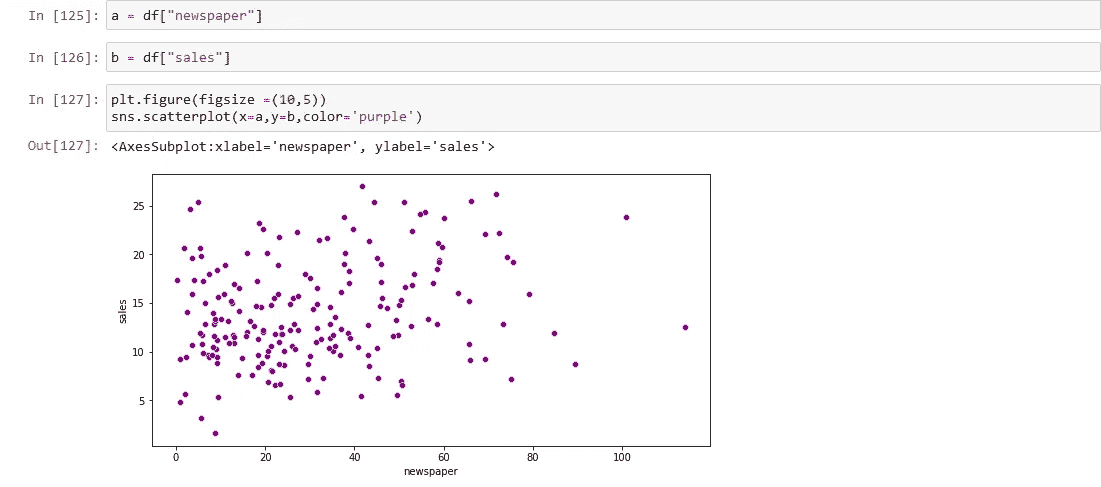 In [125]: a = df["newspaper"]
In [126]: b = df["sales"]
In [127]: plt.figure(figsize =(10,5))
sns.scatterplot(x=a,y=b,color='purple')
Out[127]: <AxesSubplot:xlabel='newspaper', ylabel='sales'>
25
20
15
10
5
sales
0 20 40 60 80 100
newspaper